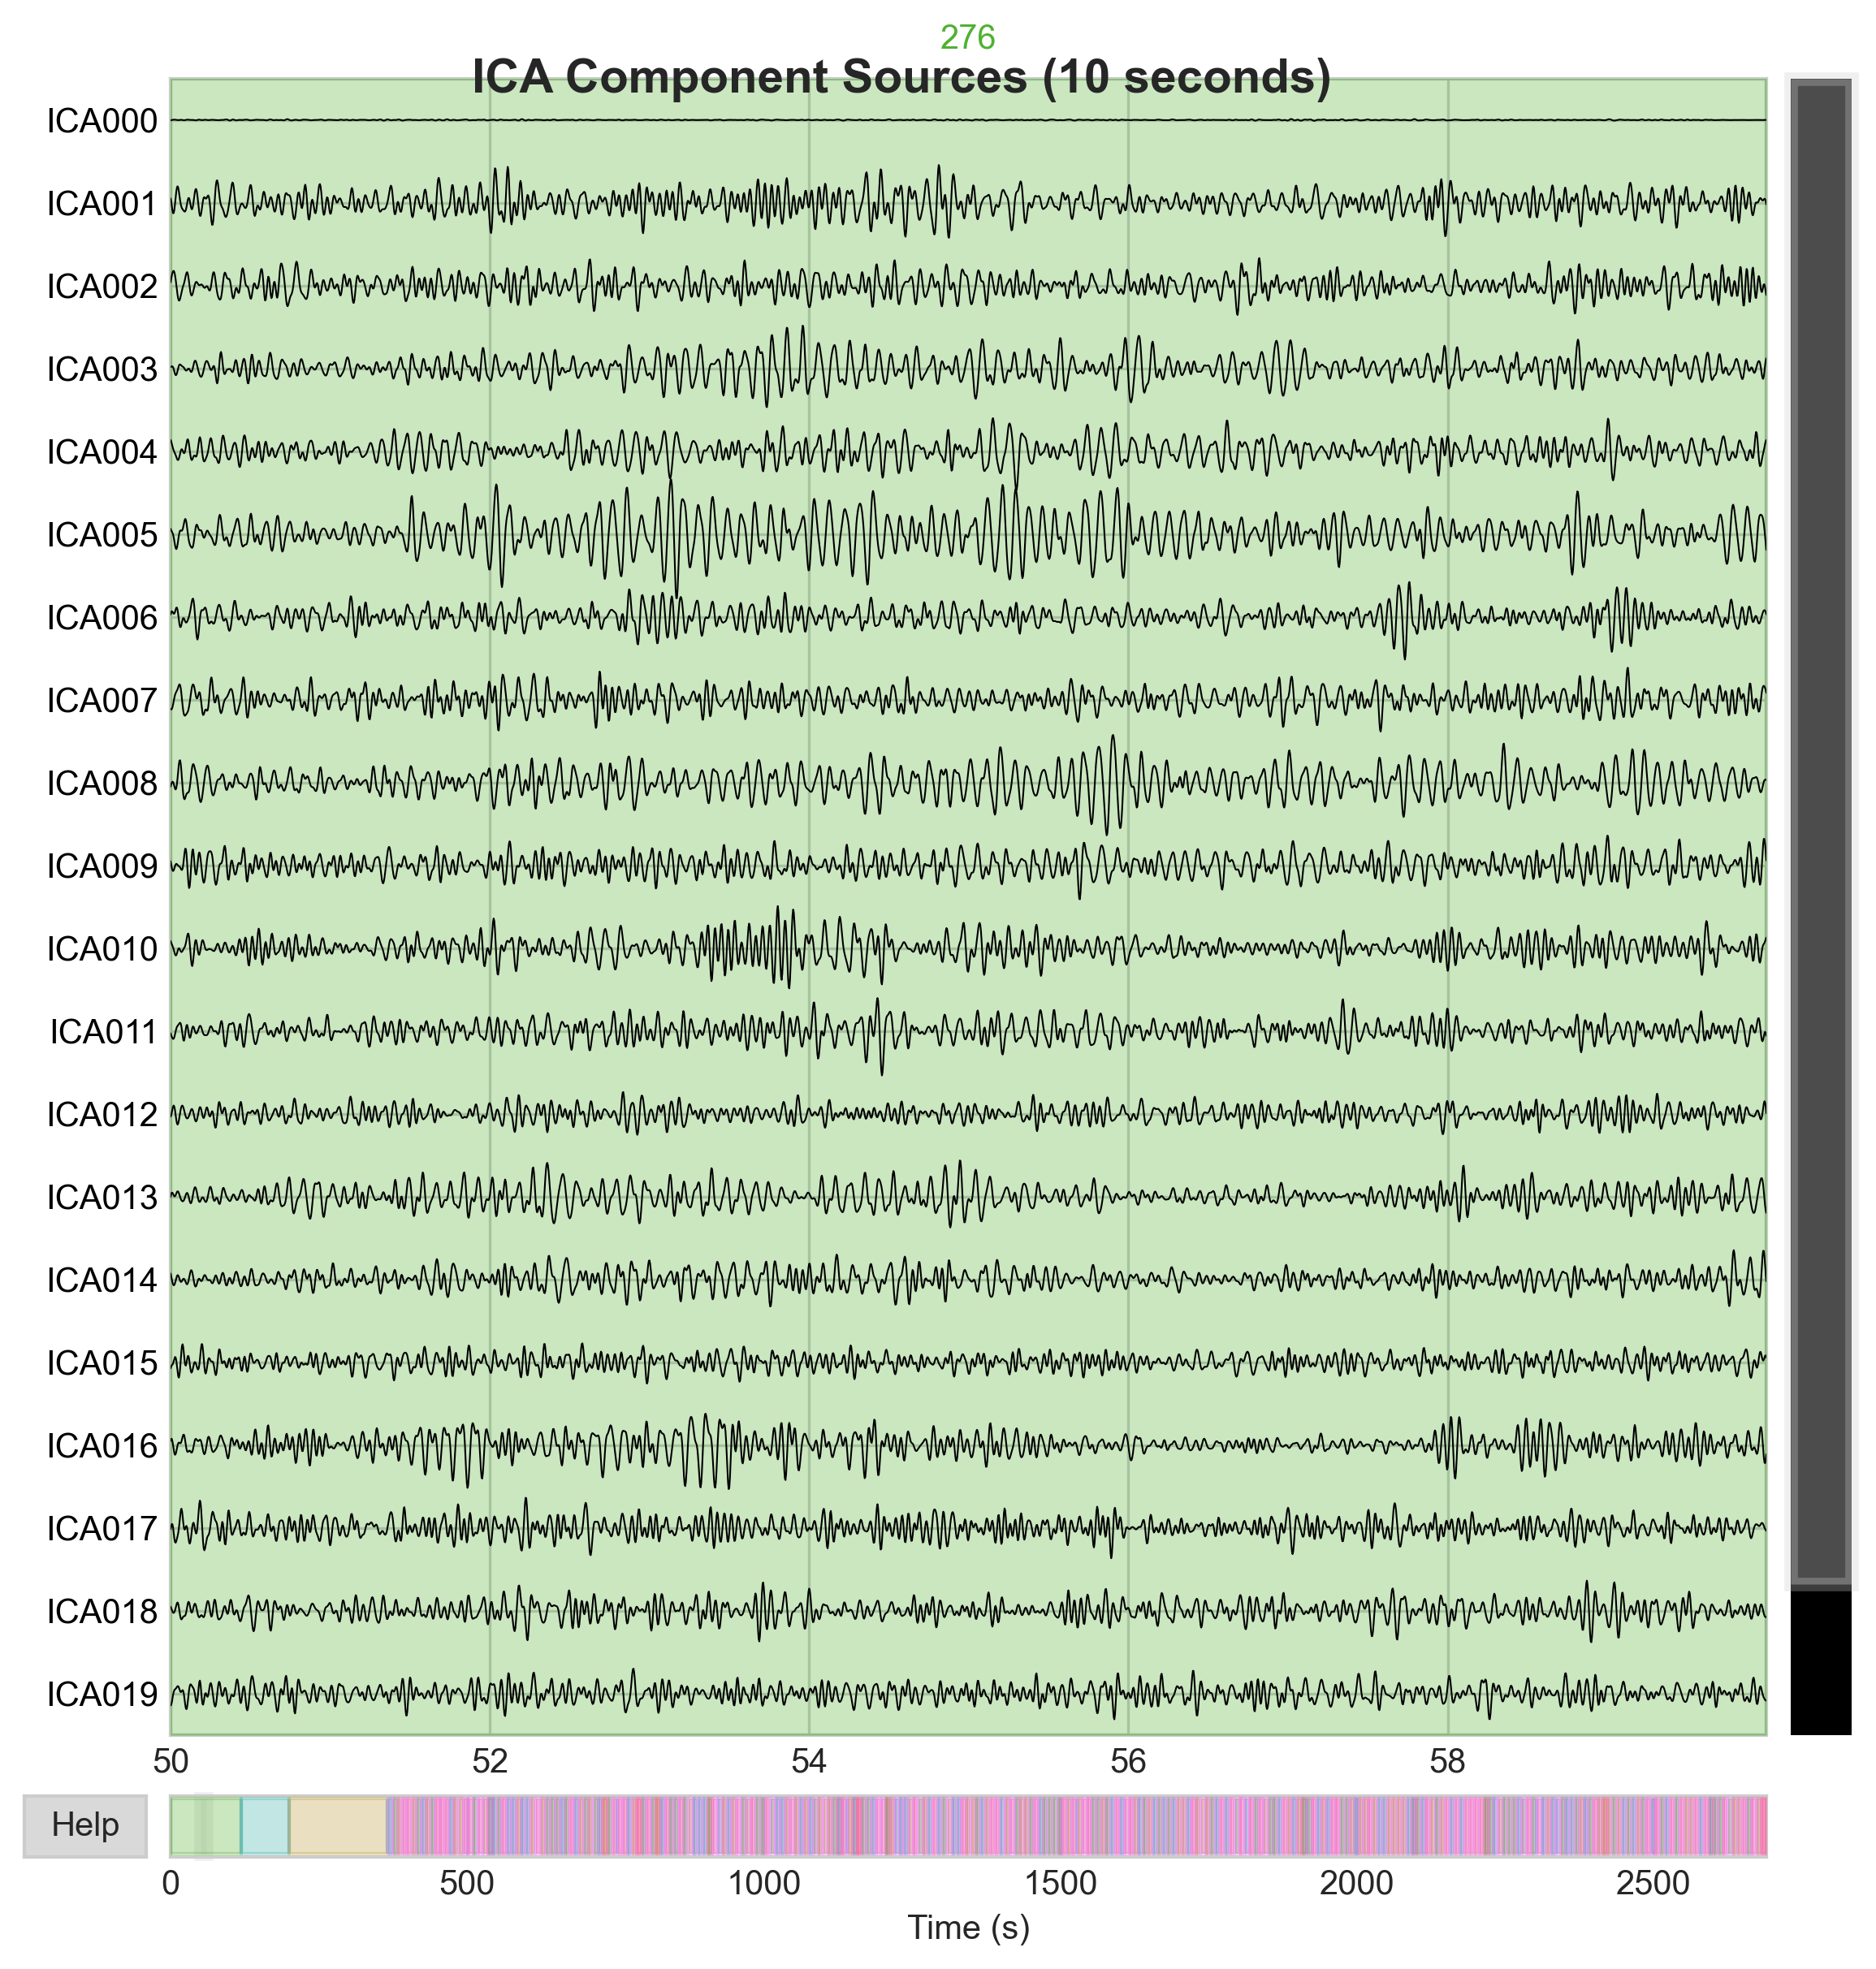 276
ICA Component Sources (10 seconds)
ICA000
ICA001
ICA002
ICA003
ICA004
ICA005
ICA006
ICA007
ICA008
ICA009
ICA010
ICA011
ICA012
ICA013
ICA014
ICA015
ICA016
ICA017
ICA018
ICA019
50 52 54 56 58
Help
0 500 1000 1500 2000 2500
Time (s)